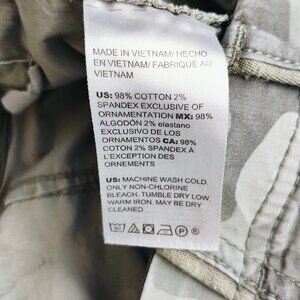 MADE IN VIETNAM/ HECHO
EN VIETNAM/ FABRIQUÉ AU
VIETNAM
US: 98% COTTON 2%
SPANDEX EXCLUSIVE OF
ORNAMENTATION MX: 98%
ALGODÓN 2% elastano
EXCLUSIVO DE LOS
ORNAMENTOS CA: 98%
COTON 2% SPANDEX À
L'EXCEPTION DES
ORNEMENTS
US: MACHINE WASH COLD.
ONLY NON-CHLORINE
BLEACH. TUMBLE DRY LOW.
WARM IRON. MAY BE DRY
CLEANED